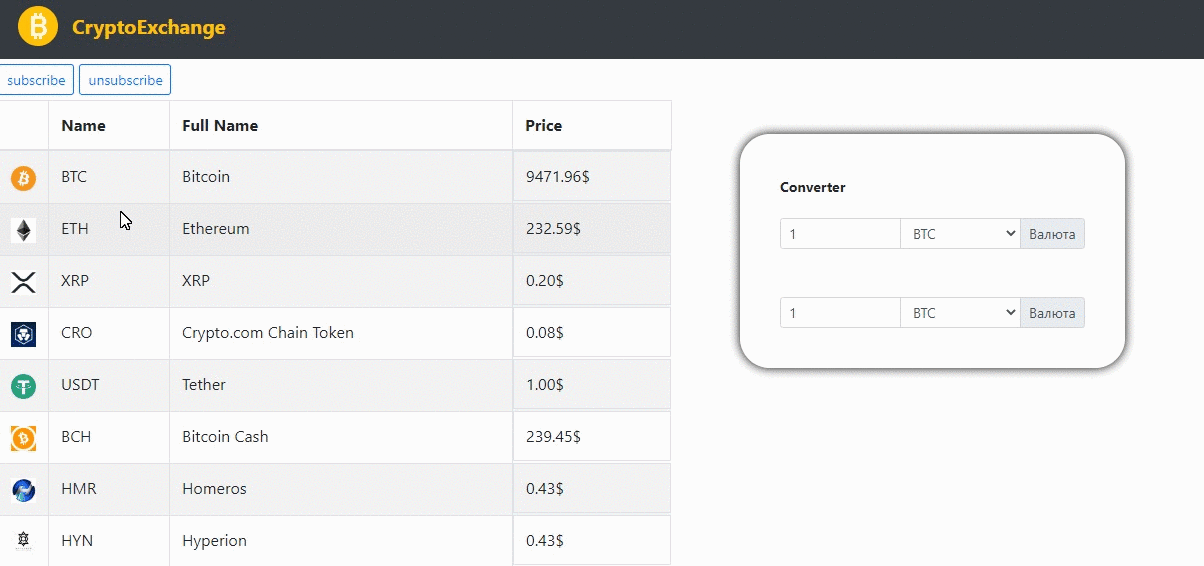 CryptoExchange
subscribe unsubscribe
Name Full Name Price
BTC Bitcoin 9471.96$
ETH Ethereum 232.59$
XRP XRP 0.20$
CRO Crypto.com Chain Token 0.08$
USDT Tether 1.00$
BCH Bitcoin Cash 239.45$
HMR Homeros 0.43$
HYN Hyperion 0.43$
Converter
1 BTC Валюта
1 BTC Валюта